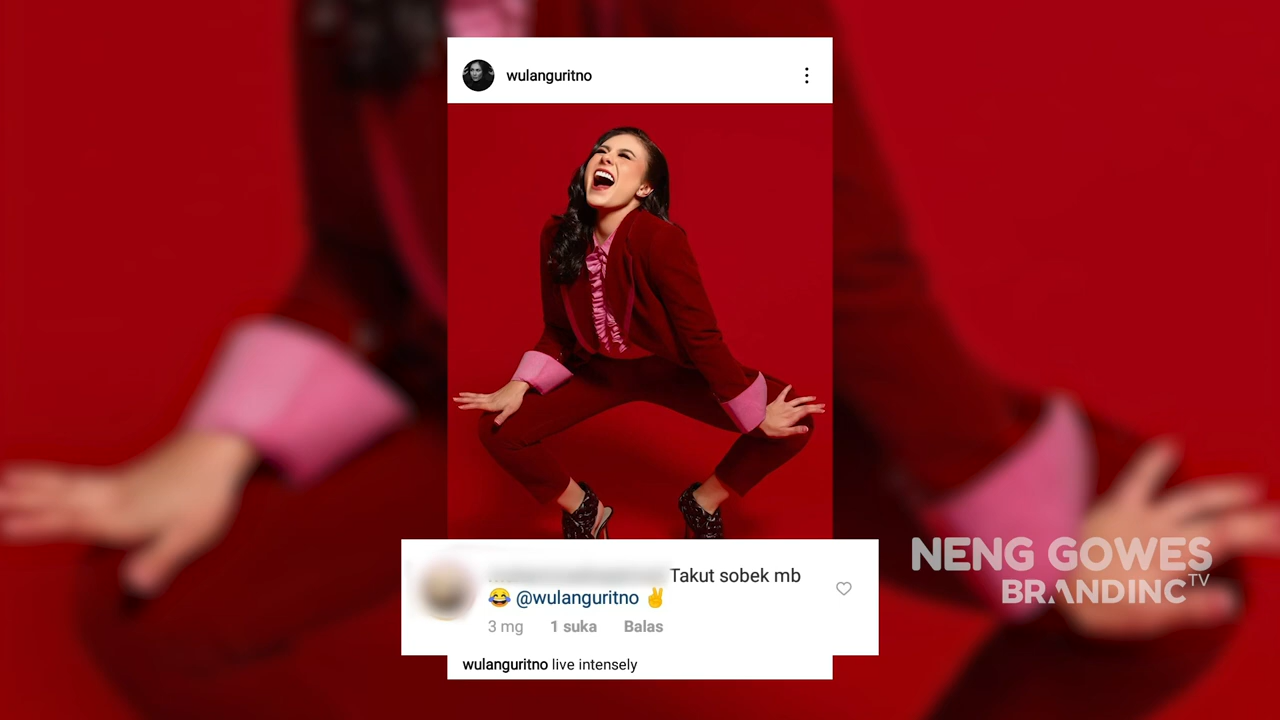 wulanguritno
Takut sobek mb
😂 @wulanguritno ✌
3 mg 1 suka Balas
wulanguritno live intensely
NENG GOWES
BRANDINC TV